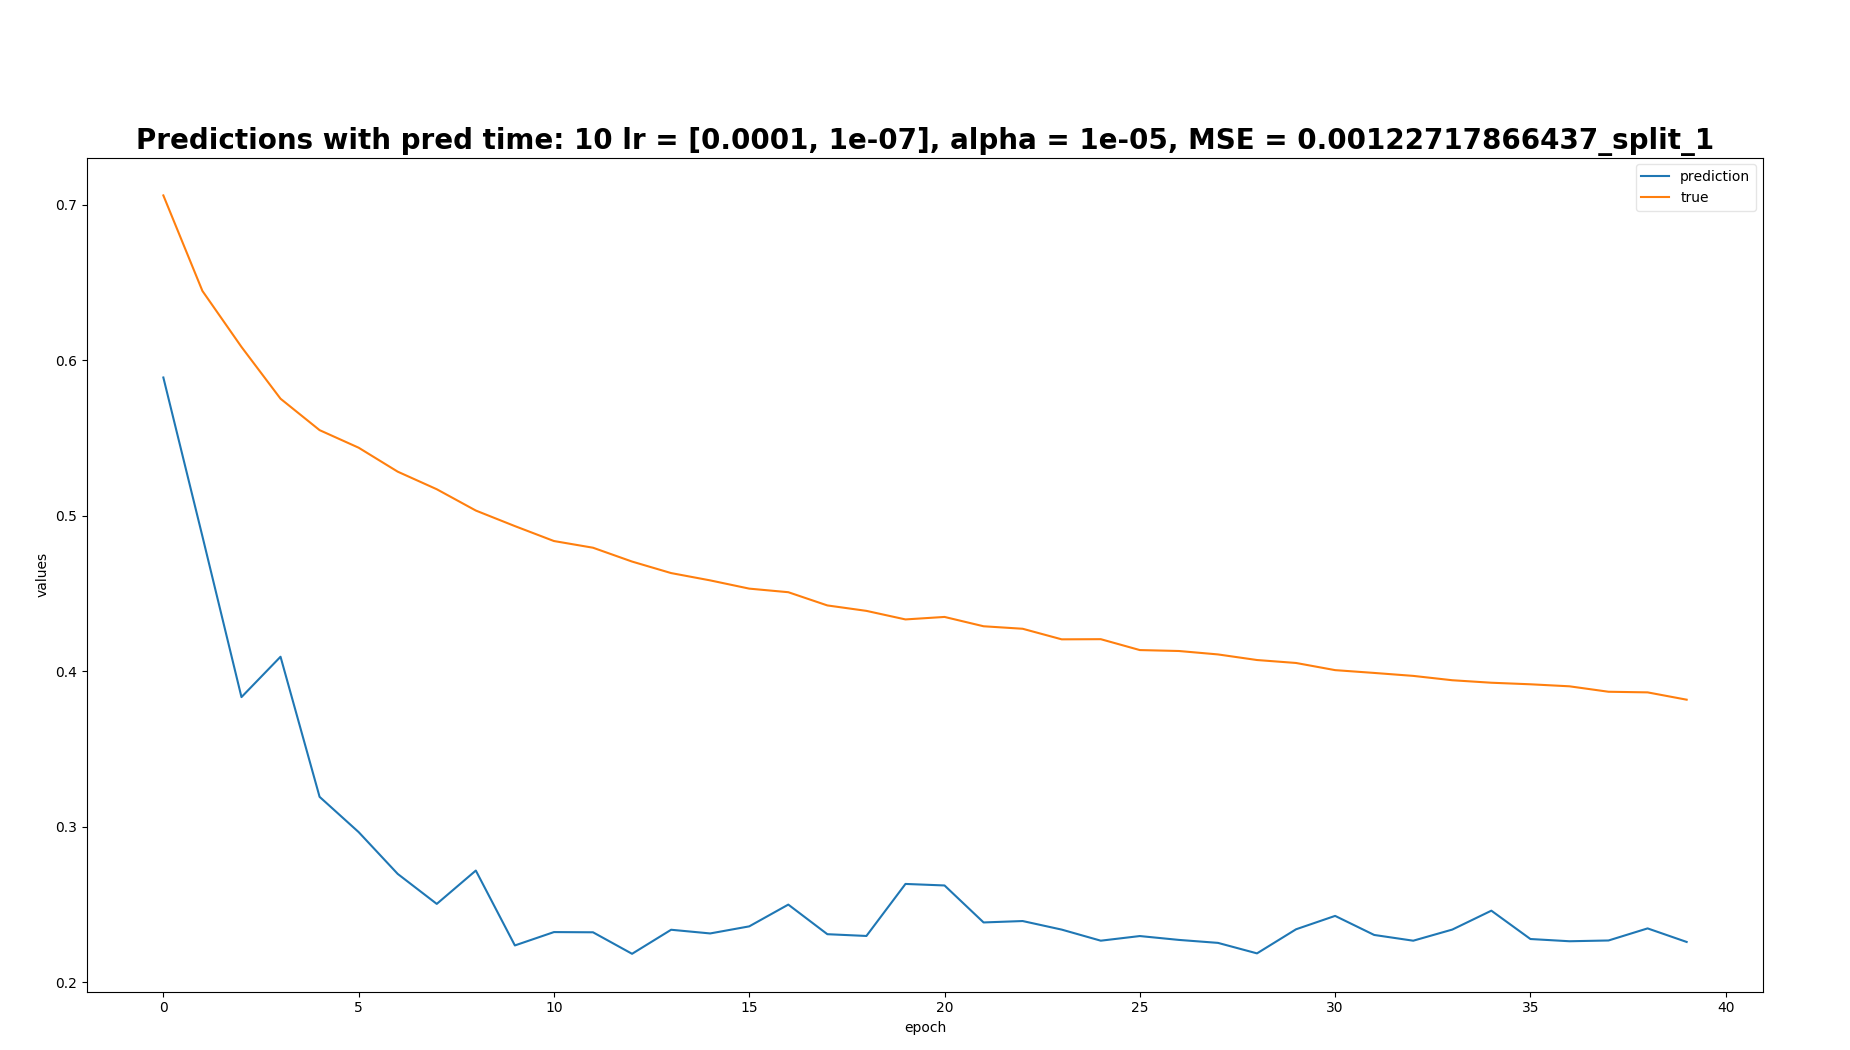 Predictions with pred time: 10 lr = [0.0001, 1e-07], alpha = 1e-05, MSE = 0.00122717866437_split_1
prediction
true
0.7
0.6
0.5
0.4
0.3
0.2
values
0 5 10 15 20 25 30 35 40
epoch